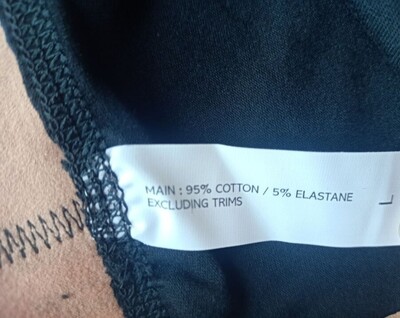 MAIN : 95% COTTON / 5% ELASTANE
EXCLUDING TRIMS